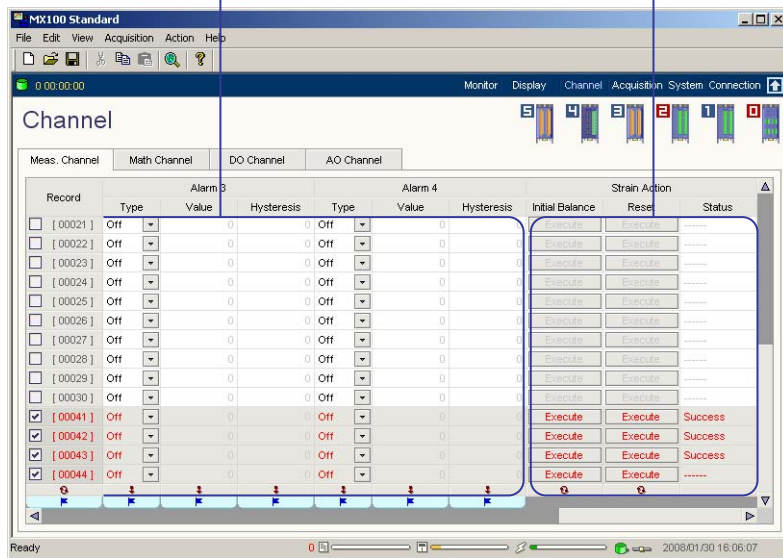 MX100 Standard
File Edit View Acquisition Action Help
0 00:00:00 Monitor Display Channel Acquisition System Connection
Channel 5 4 3 2 1 0
Meas. Channel Math Channel DO Channel AO Channel
Record Alarm 3 Alarm 4 Strain Action
Type Value Hysteresis Type Value Hysteresis Initial Balance Reset Status
[ 00021 ] Off 0 0 Off 0 0 Execute Execute ------
[ 00022 ] Off 0 0 Off 0 0 Execute Execute ------
[ 00023 ] Off 0 0 Off 0 0 Execute Execute ------
[ 00024 ] Off 0 0 Off 0 0 Execute Execute ------
[ 00025 ] Off 0 0 Off 0 0 Execute Execute ------
[ 00026 ] Off 0 0 Off 0 0 Execute Execute ------
[ 00027 ] Off 0 0 Off 0 0 Execute Execute ------
[ 00028 ] Off 0 0 Off 0 0 Execute Execute ------
[ 00029 ] Off 0 0 Off 0 0 Execute Execute ------
[ 00030 ] Off 0 0 Off 0 0 Execute Execute ------
[ 00041 ] Off 0 0 Off 0 0 Execute Execute Success
[ 00042 ] Off 0 0 Off 0 0 Execute Execute Success
[ 00043 ] Off 0 0 Off 0 0 Execute Execute Success
[ 00044 ] Off 0 0 Off 0 0 Execute Execute ------
Ready 0 2008/01/30 16:06:07